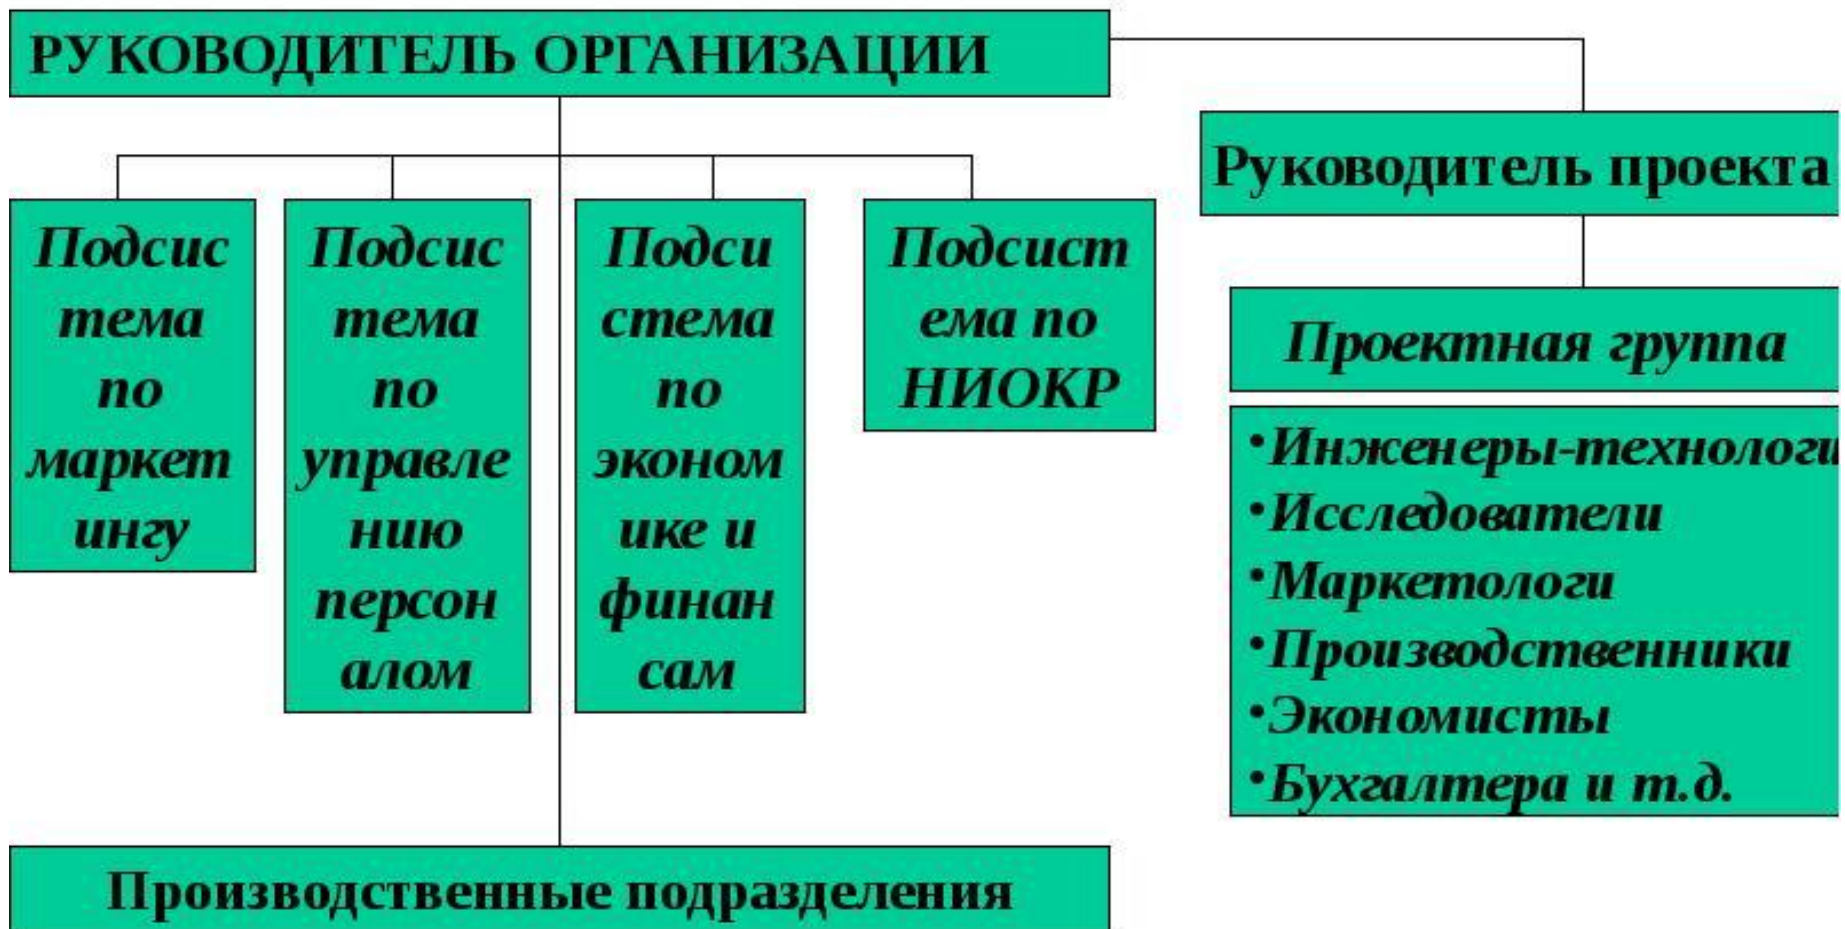 РУКОВОДИТЕЛЬ ОРГАНИЗАЦИИ
Руководитель проекта
Подсис
тема
по
маркет
ингу
Подсис
тема
по
управле
нию
персон
алом
Подси
стема
по
эконом
ике и
финан
сам
Подсист
ема по
НИОКР
Проектная группа
•Инженеры-технологи
•Исследователи
•Маркетологи
•Производственники
•Экономисты
•Бухгалтера и т.д.
Производственные подразделения